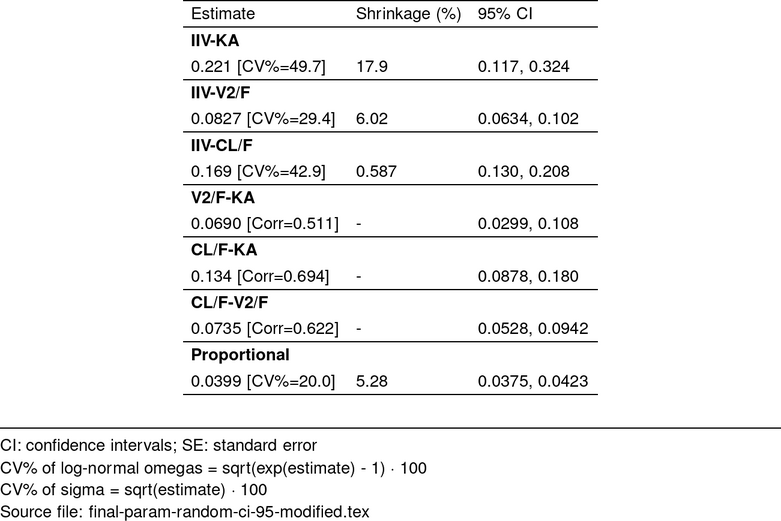 Estimate Shrinkage (%) 95% CI
IIV-KA
0.221 [CV%=49.7] 17.9 0.117, 0.324
IIV-V2/F
0.0827 [CV%=29.4] 6.02 0.0634, 0.102
IIV-CL/F
0.169 [CV%=42.9] 0.587 0.130, 0.208
V2/F-KA
0.0690 [Corr=0.511] - 0.0299, 0.108
CL/F-KA
0.134 [Corr=0.694] - 0.0878, 0.180
CL/F-V2/F
0.0735 [Corr=0.622] - 0.0528, 0.0942
Proportional
0.0399 [CV%=20.0] 5.28 0.0375, 0.0423
CI: confidence intervals; SE: standard error
CV% of log-normal omegas = sqrt(exp(estimate) - 1) · 100
CV% of sigma = sqrt(estimate) · 100
Source file: final-param-random-ci-95-modified.tex